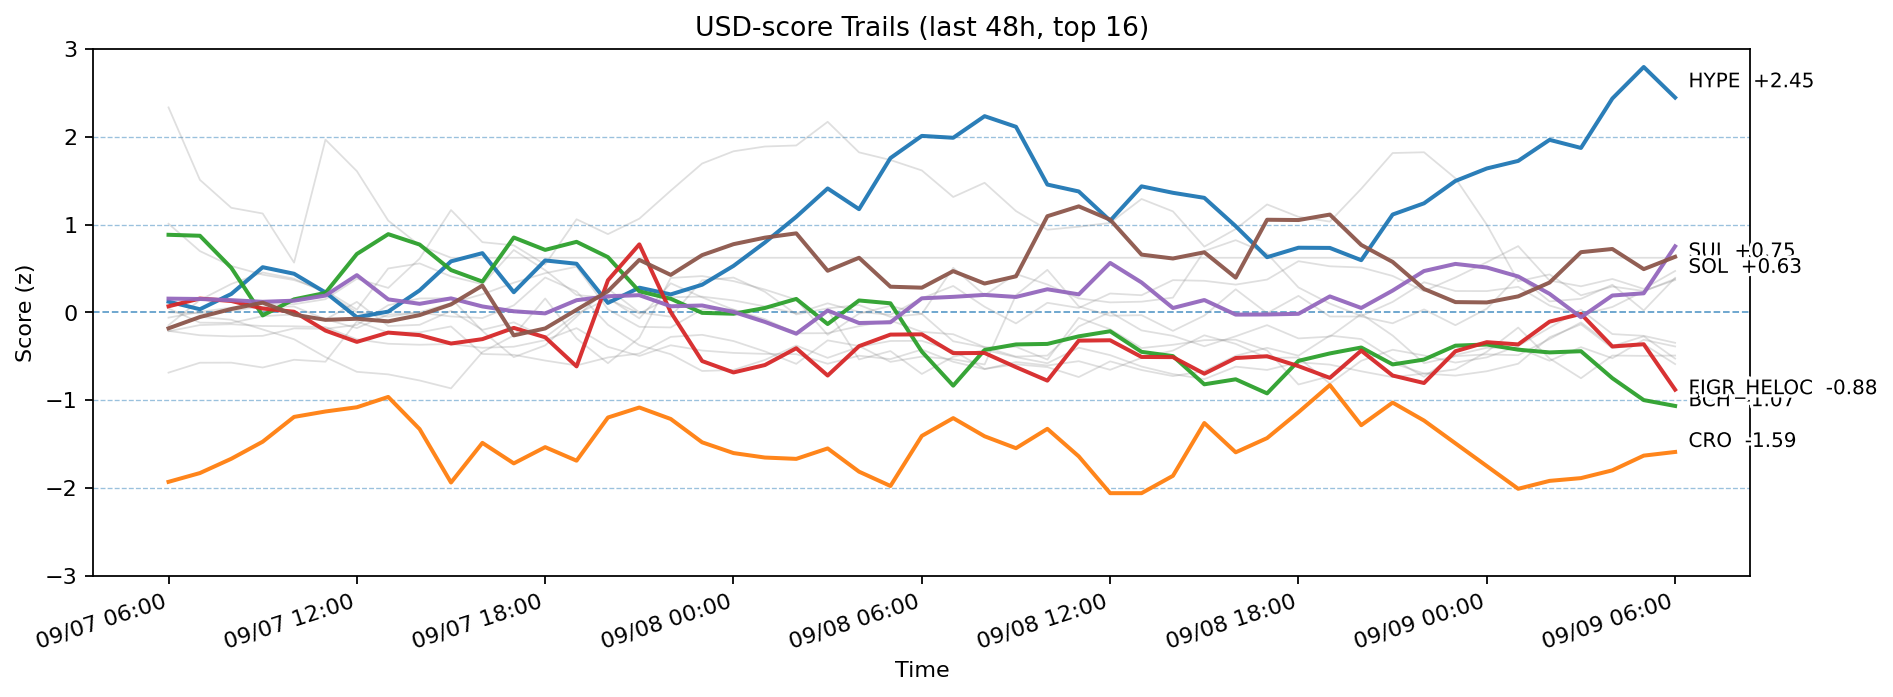 USD-score Trails (last 48h, top 16)
Score (z)
3
2
1
0
−1
−2
−3
HYPE +2.45
SUI +0.75
SOL +0.63
FIGR_HELOC -0.88
BCH -1.07
CRO -1.59
09/07 06:00
09/07 12:00
09/07 18:00
09/08 00:00
09/08 06:00
09/08 12:00
09/08 18:00
09/09 00:00
09/09 06:00
Time